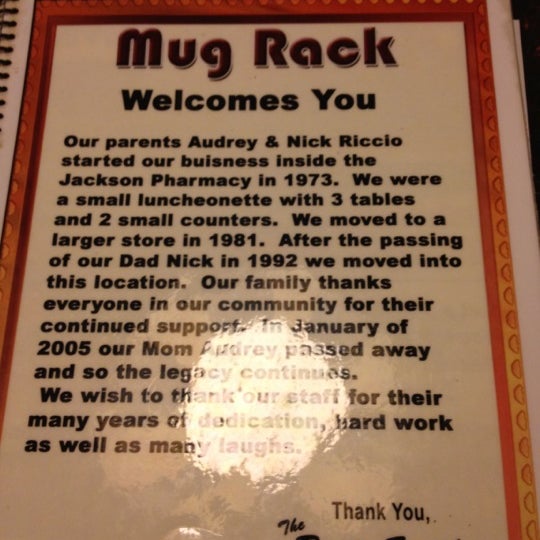 Mug Rack
Welcomes You
Our parents Audrey & Nick Riccio
started our buisness inside the
Jackson Pharmacy in 1973. We were
a small luncheonette with 3 tables
and 2 small counters. We moved to a
larger store in 1981. After the passing
of our Dad Nick in 1992 we moved into
this location. Our family thanks
everyone in our community for their
continued support. In January of
2005 our Mom Audrey passed away
and so the legacy continues.
We wish to thank our staff for their
many years of dedication, hard work
as well as many laughs.
Thank You,
The